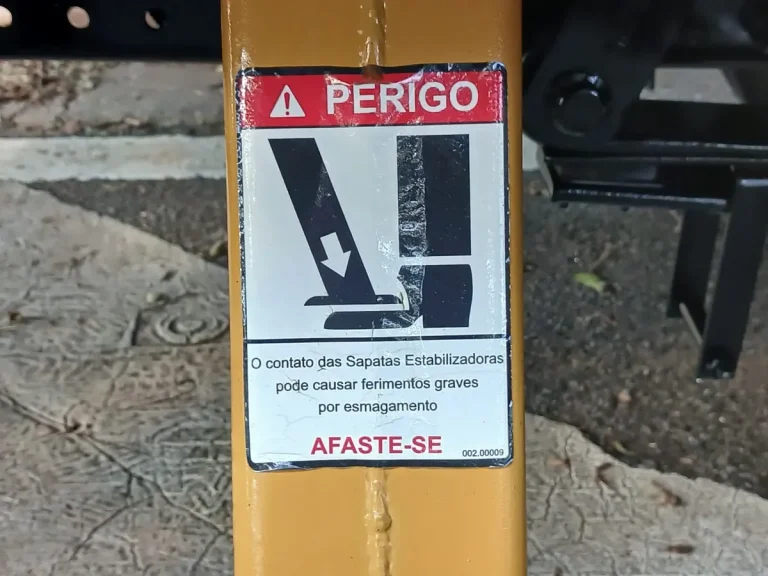 PERIGO
O contato das Sapatas Estabilizadoras
pode causar ferimentos graves
por esmagamento
AFASTE-SE
002.00009